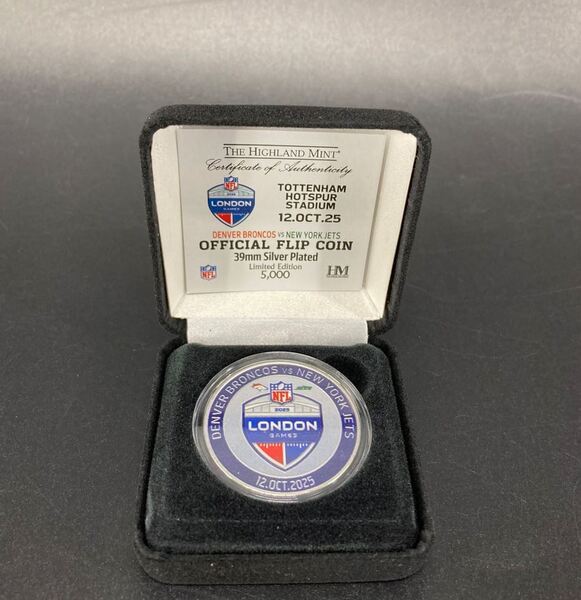 THE HIGHLAND MINT®
Certificate of Authenticity
NFL
2025
LONDON
GAMES
TOTTENHAM
HOTSPUR
STADIUM
12.OCT.25
DENVER BRONCOS VS NEW YORK JETS
OFFICIAL FLIP COIN
39mm Silver Plated
Limited Edition
5,000
NFL
HM
DENVER BRONCOS VS NEW YORK JETS
NFL
2025
LONDON
GAMES
12.OCT.2025